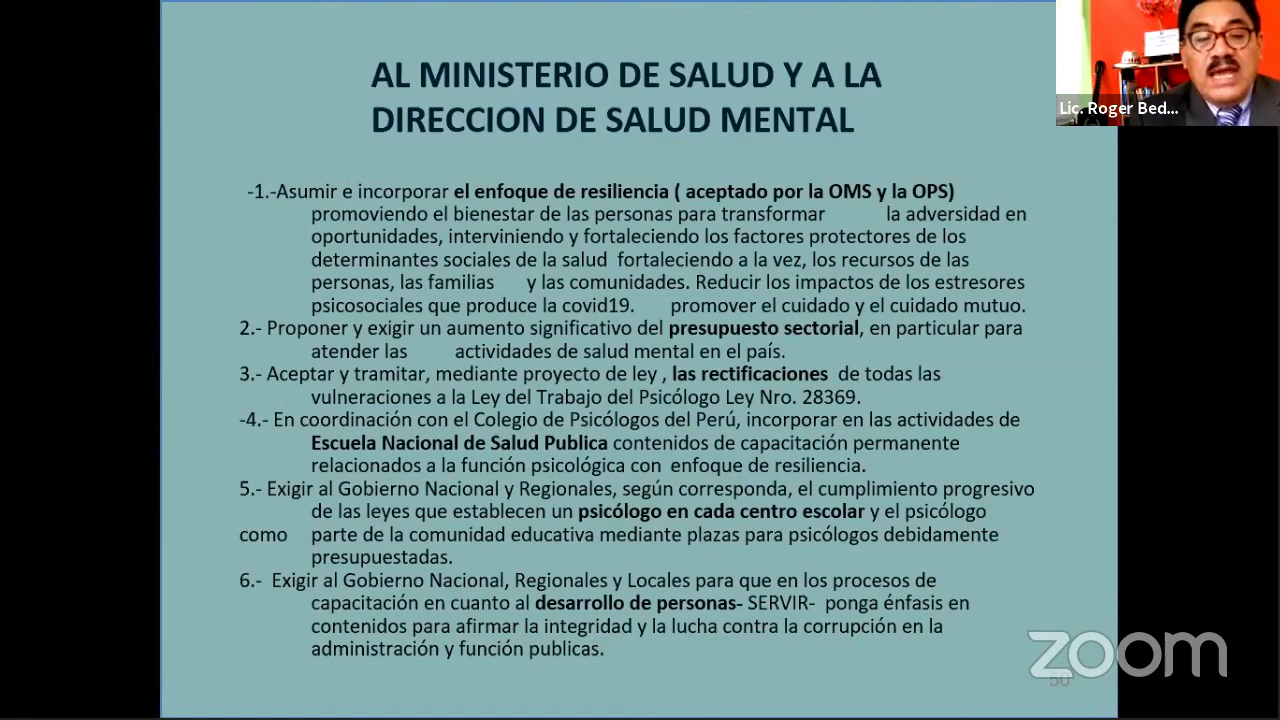 AL MINISTERIO DE SALUD Y A LA
DIRECCION DE SALUD MENTAL
Lic. Roger Bed...
-1.-Asumir e incorporar el enfoque de resiliencia ( aceptado por la OMS y la OPS)
promoviendo el bienestar de las personas para transformar la adversidad en
oportunidades, interviniendo y fortaleciendo los factores protectores de los
determinantes sociales de la salud fortaleciendo a la vez, los recursos de las
personas, las familias y las comunidades. Reducir los impactos de los estresores
psicosociales que produce la covid19. promover el cuidado y el cuidado mutuo.
2.- Proponer y exigir un aumento significativo del presupuesto sectorial, en particular para
atender las actividades de salud mental en el país.
3.- Aceptar y tramitar, mediante proyecto de ley , las rectificaciones de todas las
vulneraciones a la Ley del Trabajo del Psicólogo Ley Nro. 28369.
-4.- En coordinación con el Colegio de Psicólogos del Perú, incorporar en las actividades de
Escuela Nacional de Salud Publica contenidos de capacitación permanente
relacionados a la función psicológica con enfoque de resiliencia.
5.- Exigir al Gobierno Nacional y Regionales, según corresponda, el cumplimiento progresivo
de las leyes que establecen un psicólogo en cada centro escolar y el psicólogo
como parte de la comunidad educativa mediante plazas para psicólogos debidamente
presupuestadas.
6.- Exigir al Gobierno Nacional, Regionales y Locales para que en los procesos de
capacitación en cuanto al desarrollo de personas- SERVIR- ponga énfasis en
contenidos para afirmar la integridad y la lucha contra la corrupción en la
administración y función publicas.
zoom
50